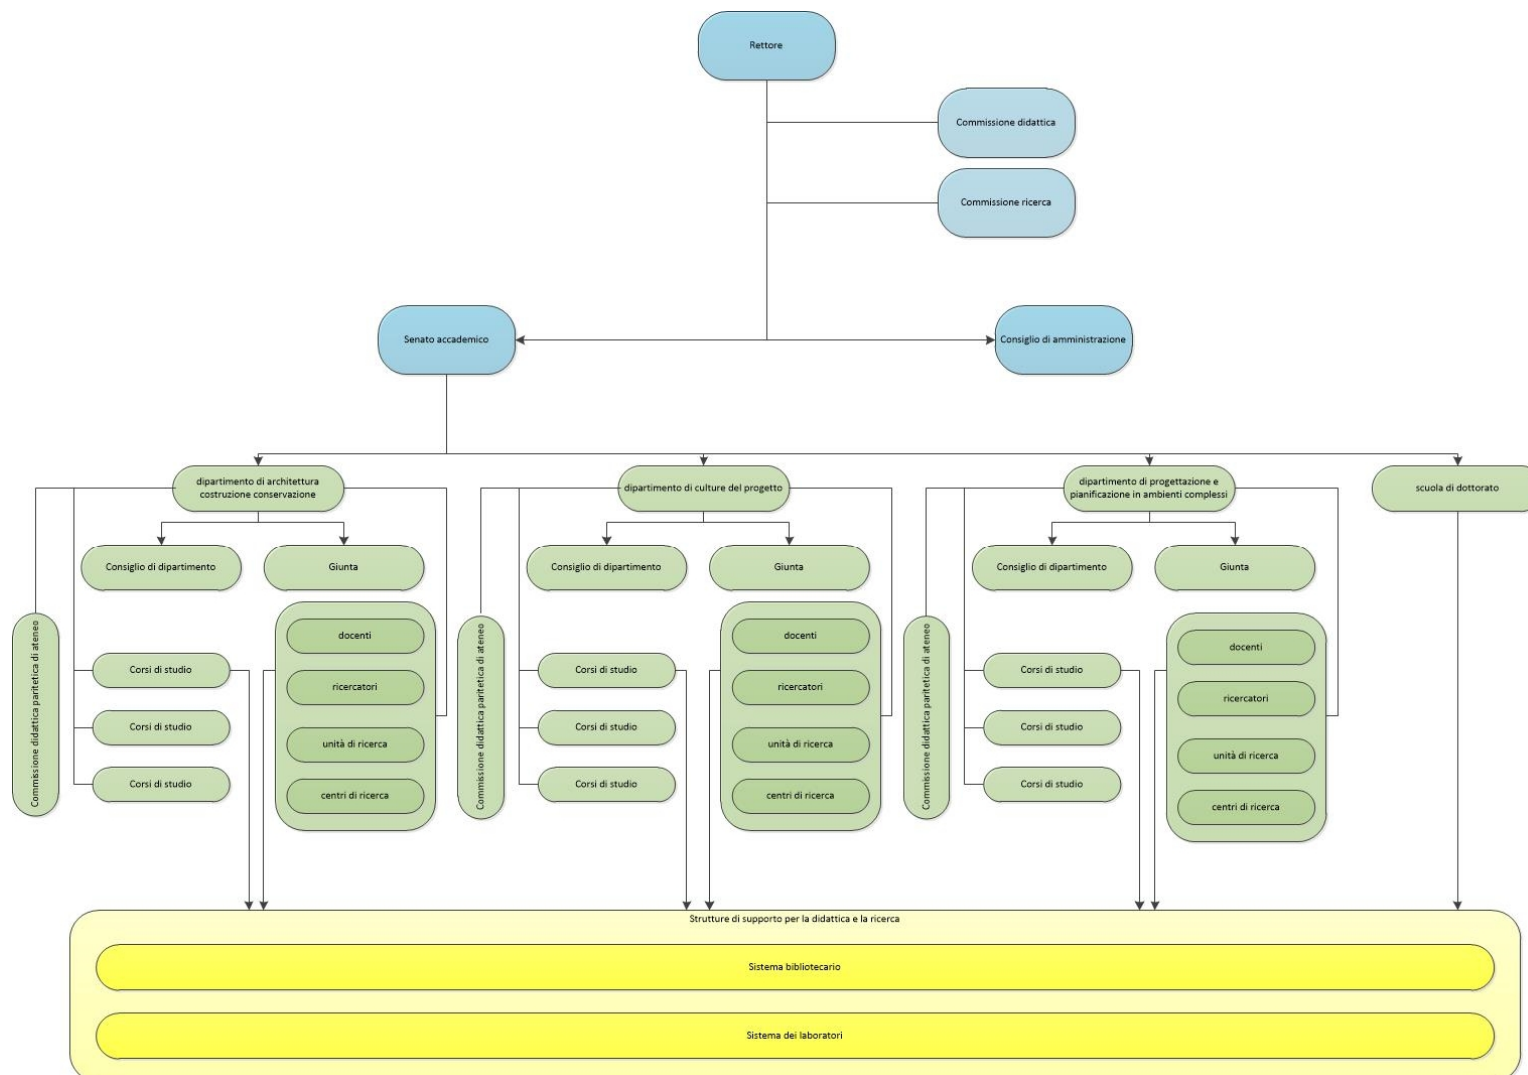 Rettore
Commissione didattica
Commissione ricerca
Senato accademico
Consiglio di amministrazione
dipartimento di architettura
costruzione conservazione
dipartimento di culture del progetto
dipartimento di progettazione e
pianificazione in ambienti complessi
scuola di dottorato
Consiglio di dipartimento
Giunta
Consiglio di dipartimento
Giunta
Consiglio di dipartimento
Giunta
Commissione didattica paritetica di ateneo
Corsi di studio
Corsi di studio
Corsi di studio
docenti
ricercatori
unità di ricerca
centri di ricerca
Commissione didattica paritetica di ateneo
Corsi di studio
Corsi di studio
Corsi di studio
docenti
ricercatori
unità di ricerca
centri di ricerca
Commissione didattica paritetica di ateneo
Corsi di studio
Corsi di studio
Corsi di studio
docenti
ricercatori
unità di ricerca
centri di ricerca
Strutture di supporto per la didattica e la ricerca
Sistema bibliotecario
Sistema dei laboratori